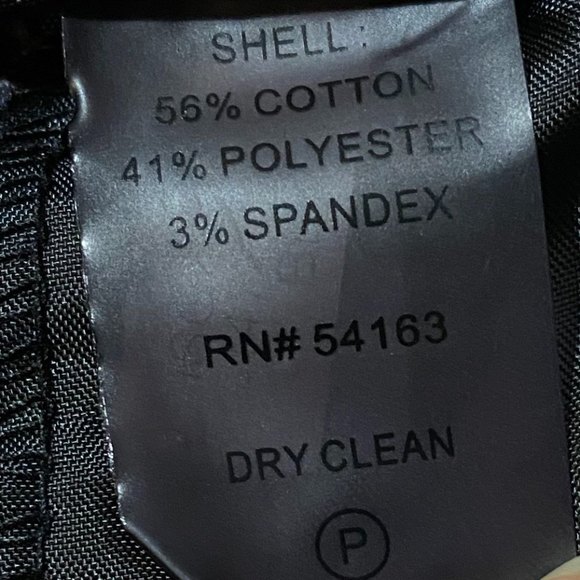 SHELL:
56% COTTON
41% POLYESTER
3% SPANDEX
RN# 54163
DRY CLEAN
P